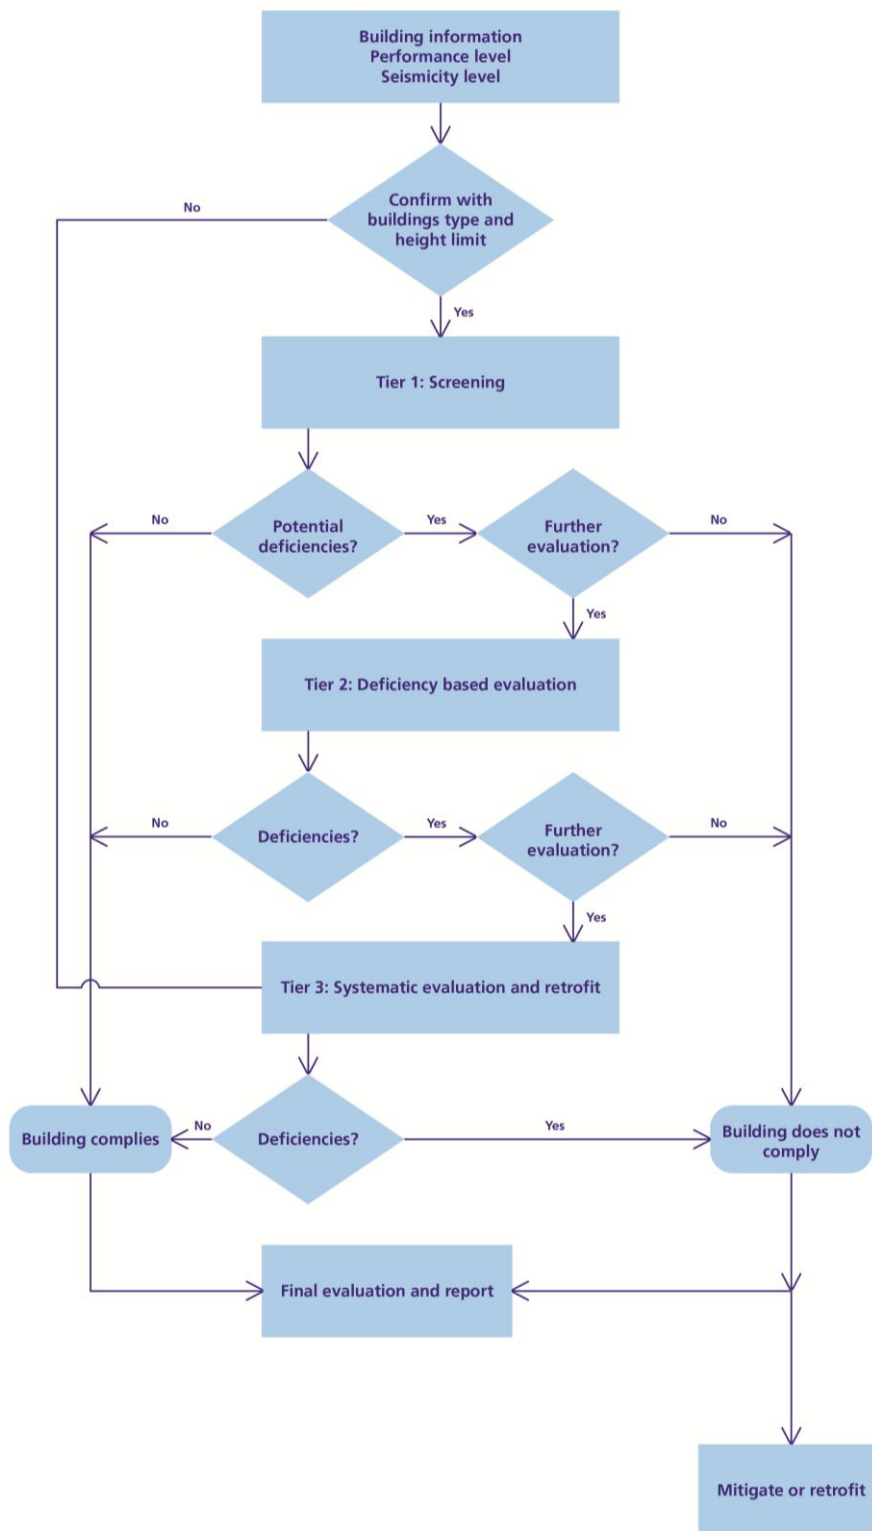 Building information
Performance level
Seismicity level
Confirm with
buildings type and
height limit
No
Yes
Tier 1: Screening
No
Potential
deficiencies?
Yes
Further
evaluation?
No
Yes
Tier 2: Deficiency based evaluation
No
Deficiencies?
Yes
Further
evaluation?
No
Yes
Tier 3: Systematic evaluation and retrofit
Building complies
No
Deficiencies?
Yes
Building does not
comply
Final evaluation and report
Mitigate or retrofit